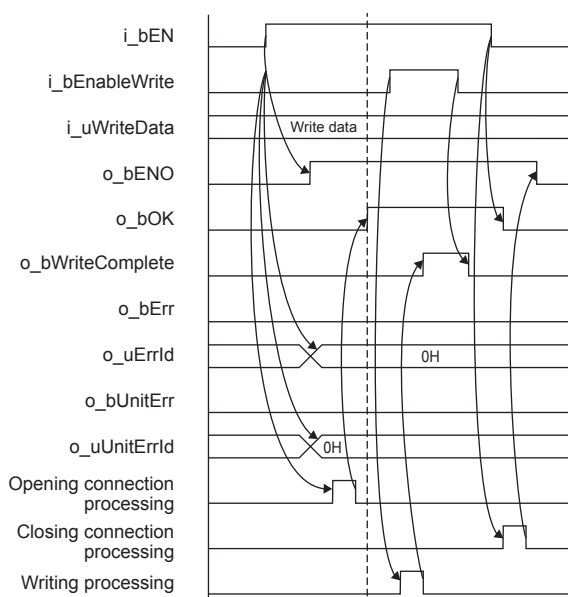 i_bEN
i_bEnableWrite
i_uWriteData
Write data
o_bENO
o_bOK
o_bWriteComplete
o_bErr
o_uErrId
0H
o_bUnitErr
o_uUnitErrId
0H
Opening connection
processing
Closing connection
processing
Writing processing